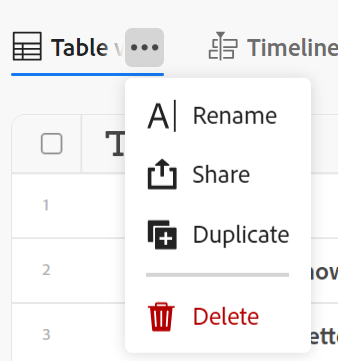 Table
Timeline
T
Rename
Share
1
Duplicate
2
Delete
3